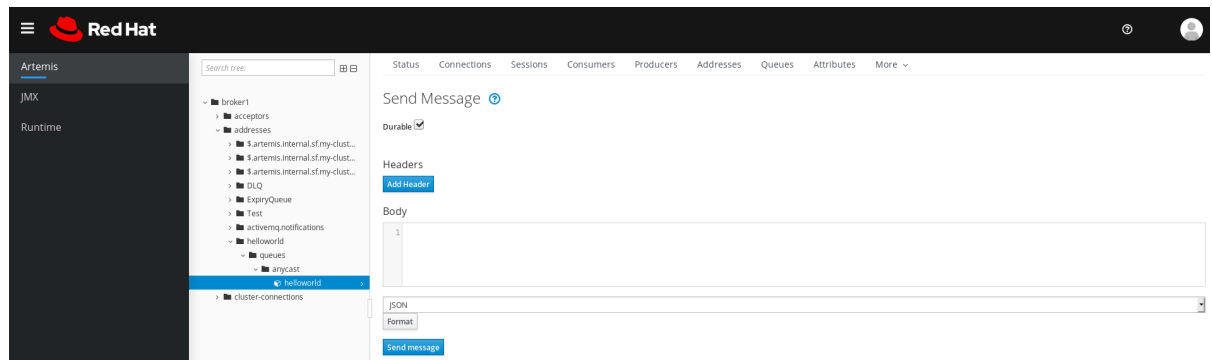 Red Hat
Artemis
JMX
Runtime
Search tree:
broker1
acceptors
addresses
$.artemis.internal.sf.my-clust...
$.artemis.internal.sf.my-clust...
$.artemis.internal.sf.my-clust...
DLQ
ExpiryQueue
Test
activemq.notifications
helloworld
queues
anycast
helloworld
cluster-connections
Status Connections Sessions Consumers Producers Addresses Queues Attributes More
Send Message
Durable
Headers
Add Header
Body
1
JSON
Format
Send message